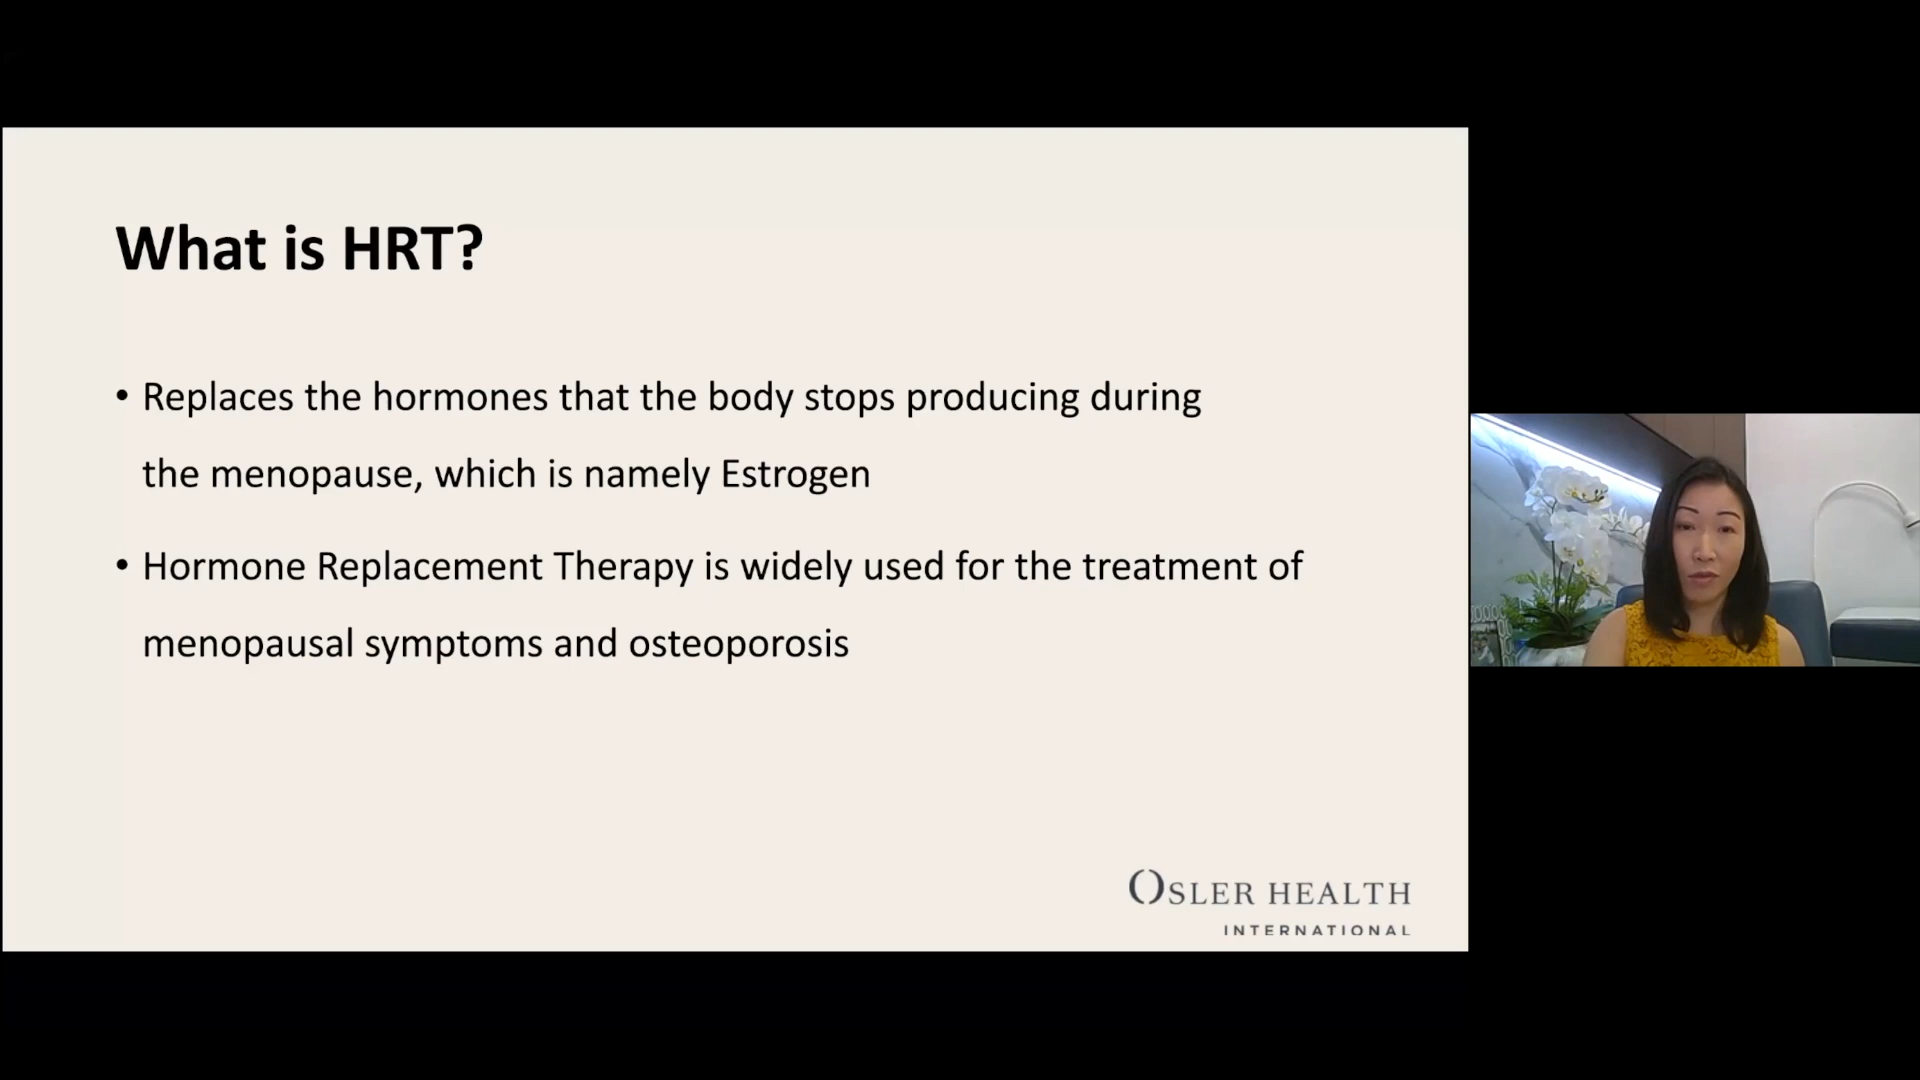 What is HRT?
• Replaces the hormones that the body stops producing during
the menopause, which is namely Estrogen
• Hormone Replacement Therapy is widely used for the treatment of
menopausal symptoms and osteoporosis
OSLER HEALTH
INTERNATIONAL